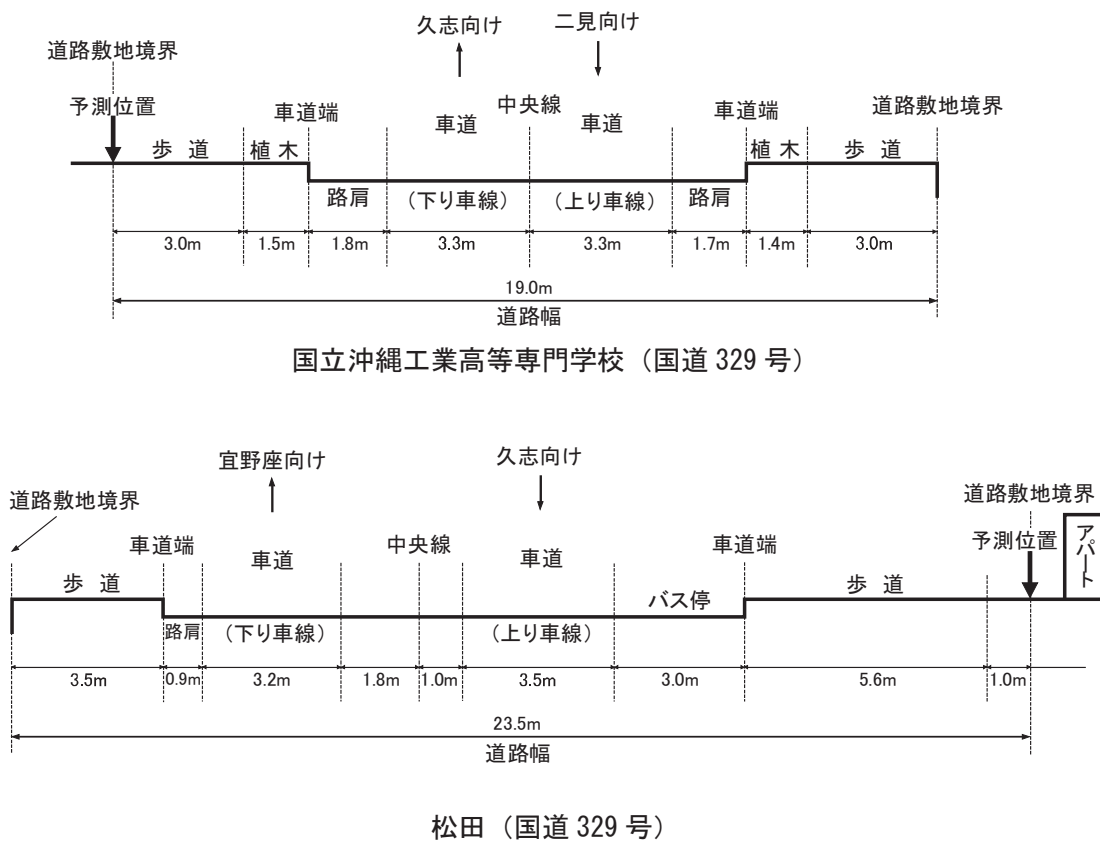 久志向け 二見向け
道路敷地境界
予測位置 車道端 車道 中央線 車道 車道端 道路敷地境界
歩 道 植 木 植 木 歩 道
路肩 (下り車線) (上り車線) 路肩
3.0m 1.5m 1.8m 3.3m 3.3m 1.7m 1.4m 3.0m
19.0m
道路幅
国立沖縄工業高等専門学校(国道 329 号)
宜野座向け 久志向け
道路敷地境界 道路敷地境界
車道端 車道 中央線 車道 車道端 予測位置 アパート
歩 道 バス停 歩 道
路肩 (下り車線) (上り車線)
3.5m 0.9m 3.2m 1.8m 1.0m 3.5m 3.0m 5.6m 1.0m
23.5m
道路幅
松田(国道 329 号)